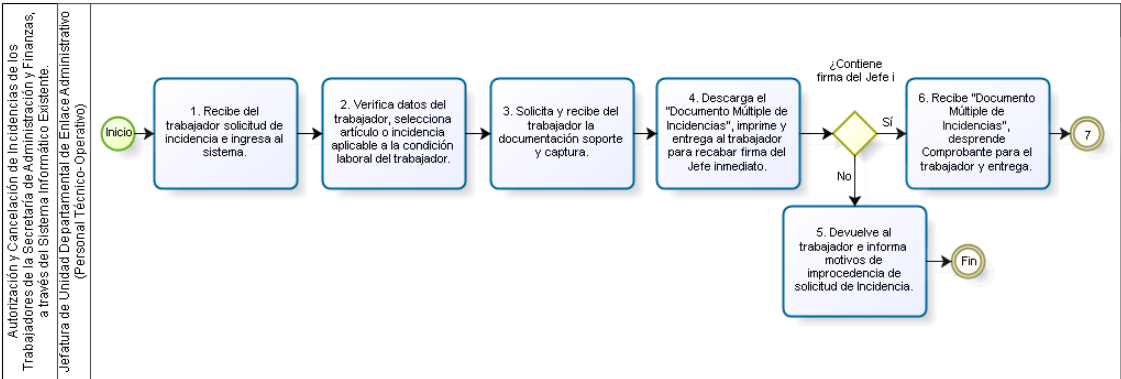 Autorización y Cancelación de Incidencias de los
Trabajadores de la Secretaría de Administración y Finanzas,
a través del Sistema Informático Existente.
Jefatura de Unidad Departamental de Enlace Administrativo
(Personal Técnico- Operativo)
Inicio
1. Recibe del
trabajador solicitud de
incidencia e ingresa al
sistema.
2. Verifica datos del
trabajador, selecciona
artículo o incidencia
aplicable a la condición
laboral del trabajador.
3. Solicita y recibe del
trabajador la
documentación soporte
y captura.
4. Descarga el
"Documento Múltiple de
Incidencias", imprime y
entrega al trabajador
para recabar firma del
Jefe inmediato.
¿Contiene
firma del Jefe i
Sí
No
6. Recibe "Documento
Múltiple de
Incidencias",
desprende
Comprobante para el
trabajador y entrega.
7
5. Devuelve al
trabajador e informa
motivos de
improcedencia de
solicitud de Incidencia.
Fin